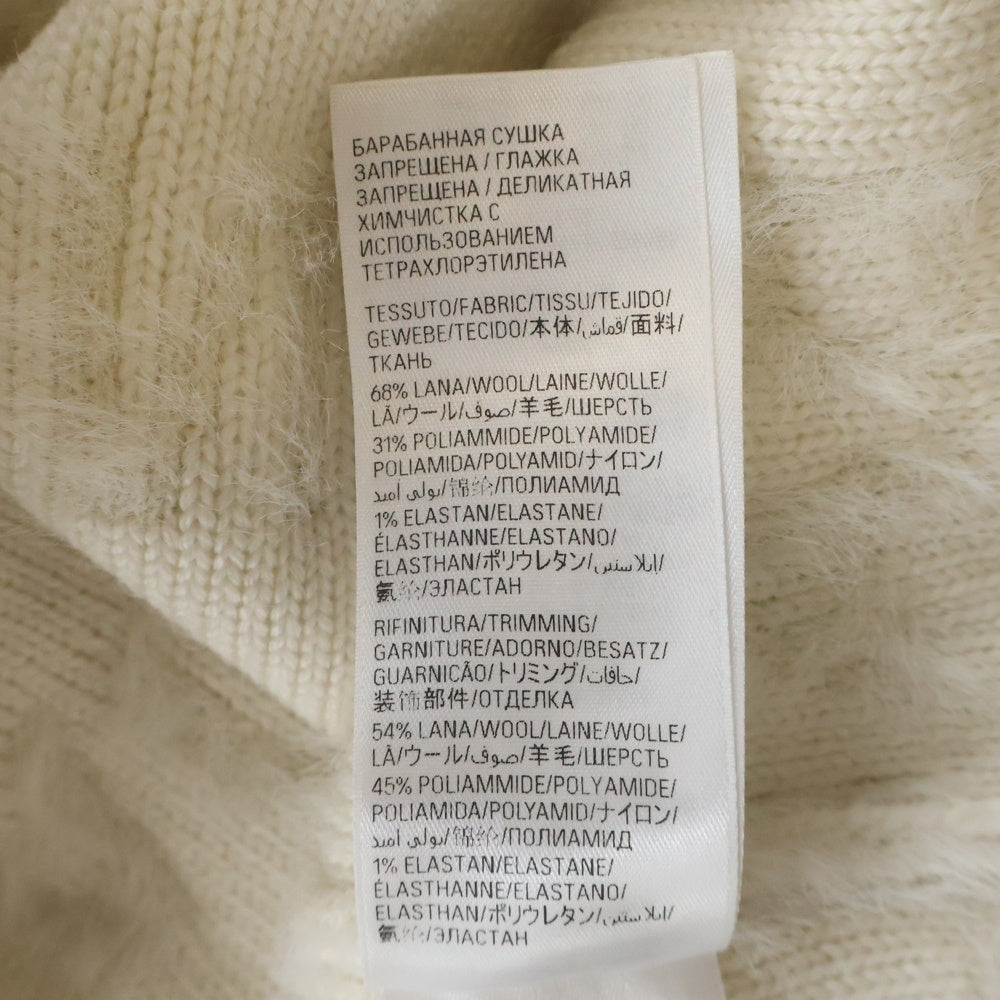 БАРАБАННАЯ СУШКА
ЗАПРЕЩЕНА / ГЛАЖКА
ЗАПРЕЩЕНА / ДЕЛИКАТНАЯ
ХИМЧИСТКА С
ИСПОЛЬЗОВАНИЕМ
ТЕТРАХЛОРЭТИЛЕНА
TESSUTO/FABRIC/TISSU/TEJIDO/
GEWEBE/TECIDO/本体/قماش/面料/
ТКАНЬ
68% LANA/WOOL/LAINE/WOLLE/
LÃ/ウール/صوف/羊毛/ШЕРСТЬ
31% POLIAMMIDE/POLYAMIDE/
POLIAMIDA/POLYAMID/ナイロン/
بولي اميد/锦纶/ПОЛИАМИД
1% ELASTAN/ELASTANE/
ÉLASTHANNE/ELASTANO/
ELASTHAN/ポリウレタン/إيلاستين/
氨纶/ЭЛАСТАН
RIFINITURA/TRIMMING/
GARNITURE/ADORNO/BESATZ/
GUARNICÃO/トリミング/حافات/
装饰部件/ОТДЕЛКА
54% LANA/WOOL/LAINE/WOLLE/
LÃ/ウール/صوف/羊毛/ШЕРСТЬ
45% POLIAMMIDE/POLYAMIDE/
POLIAMIDA/POLYAMID/ナイロン/
بولي اميد/锦纶/ПОЛИАМИД
1% ELASTAN/ELASTANE/
ÉLASTHANNE/ELASTANO/
ELASTHAN/ポリウレタン/إيلاستين/
氨纶/ЭЛАСТАН